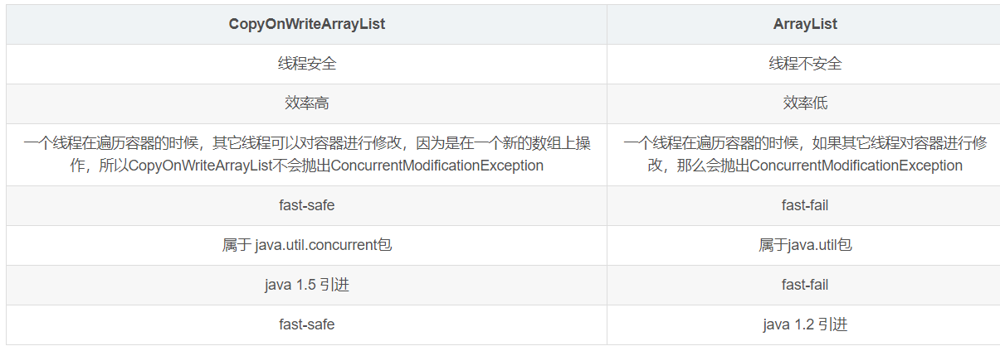 CopyOnWriteArrayList ArrayList
线程安全 线程不安全
效率高 效率低
一个线程在遍历容器的时候，其它线程可以对容器进行修改，因为是在一个新的数组上操
作，所以CopyOnWriteArrayList不会抛出ConcurrentModificationException
一个线程在遍历容器的时候，如果其它线程对容器进行修
改，那么会抛出ConcurrentModificationException
fast-safe fast-fail
属于 java.util.concurrent包 属于java.util包
java 1.5 引进 fast-fail
fast-safe java 1.2 引进